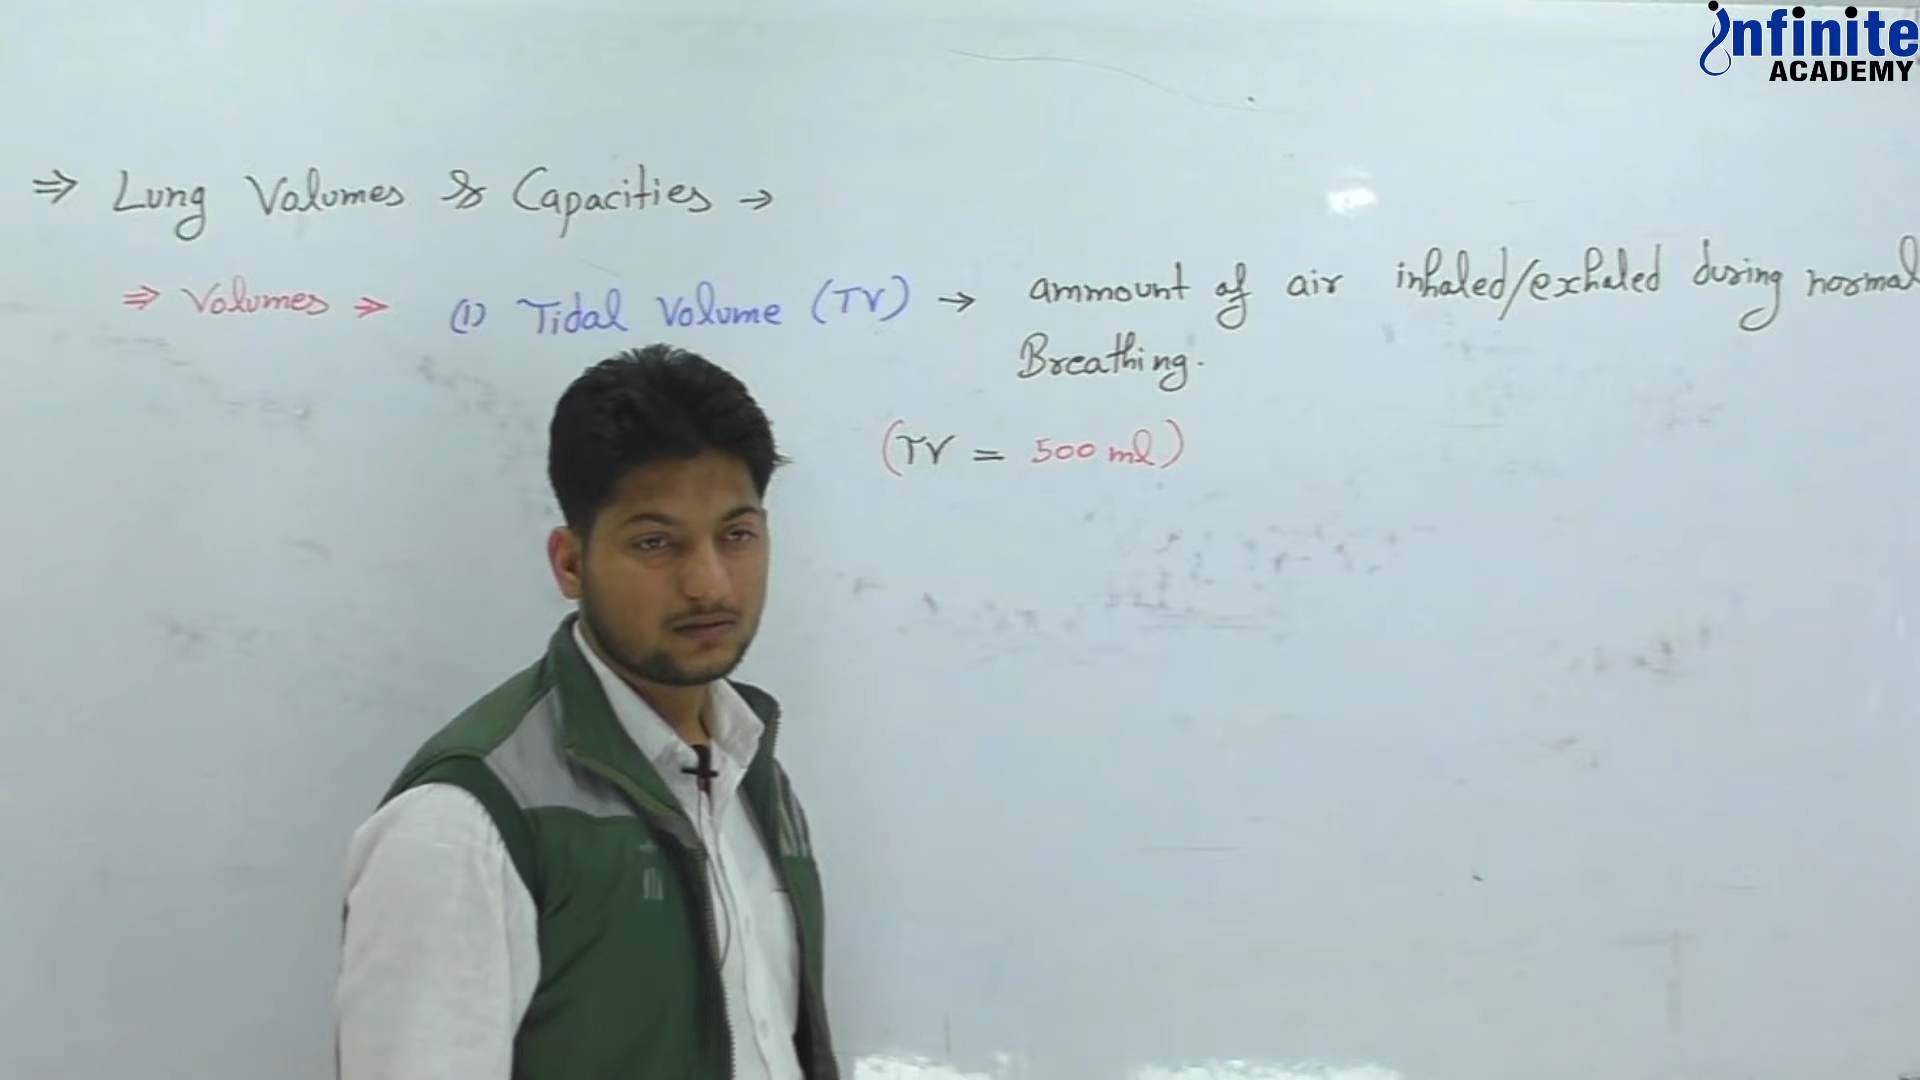 infinite
ACADEMY
⇒ Lung Volumes & Capacities →
⇒ Volumes ⇒ (1) Tidal Volume (TV) → ammount of air inhaled/exhaled during normal
Breathing.
(TV = 500 ml)